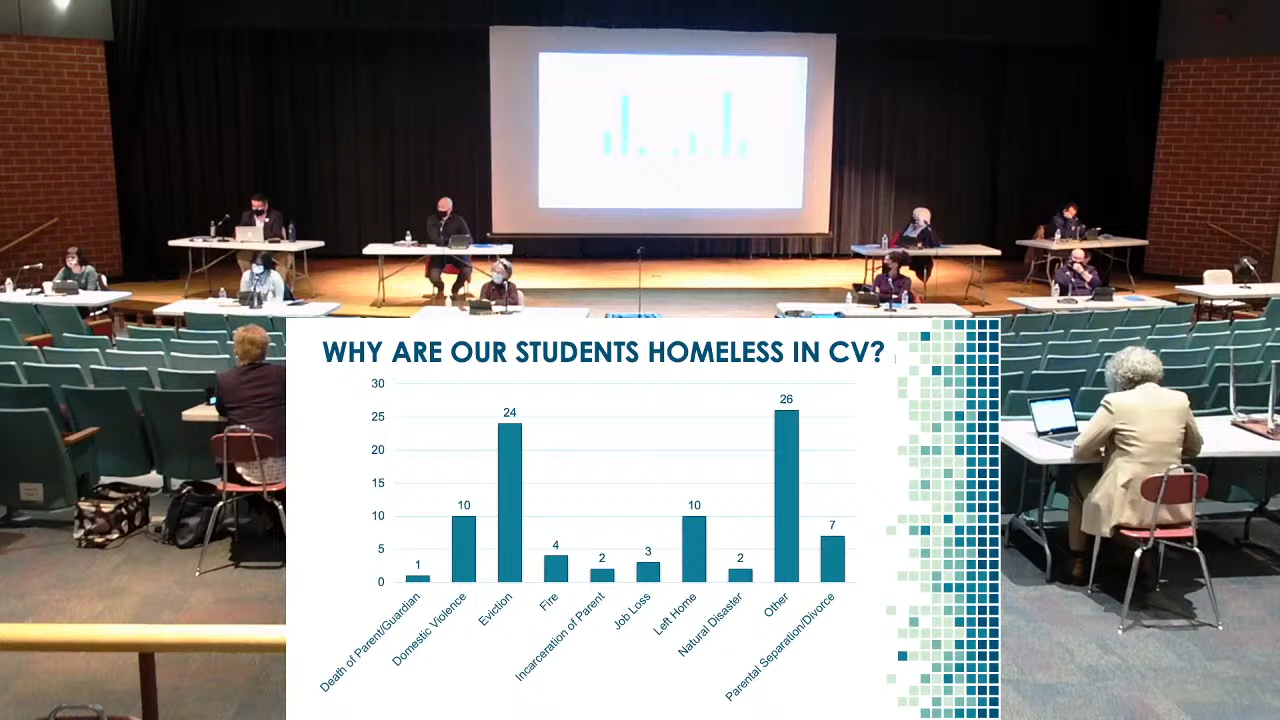 WHY ARE OUR STUDENTS HOMELESS IN CV?
30
25
20
15
10
5
0
1
10
24
4
2
3
10
2
26
7
Death of Parent/Guardian
Domestic Violence
Eviction
Fire
Incarceration of Parent
Job Loss
Left Home
Natural Disaster
Other
Parental Separation/Divorce